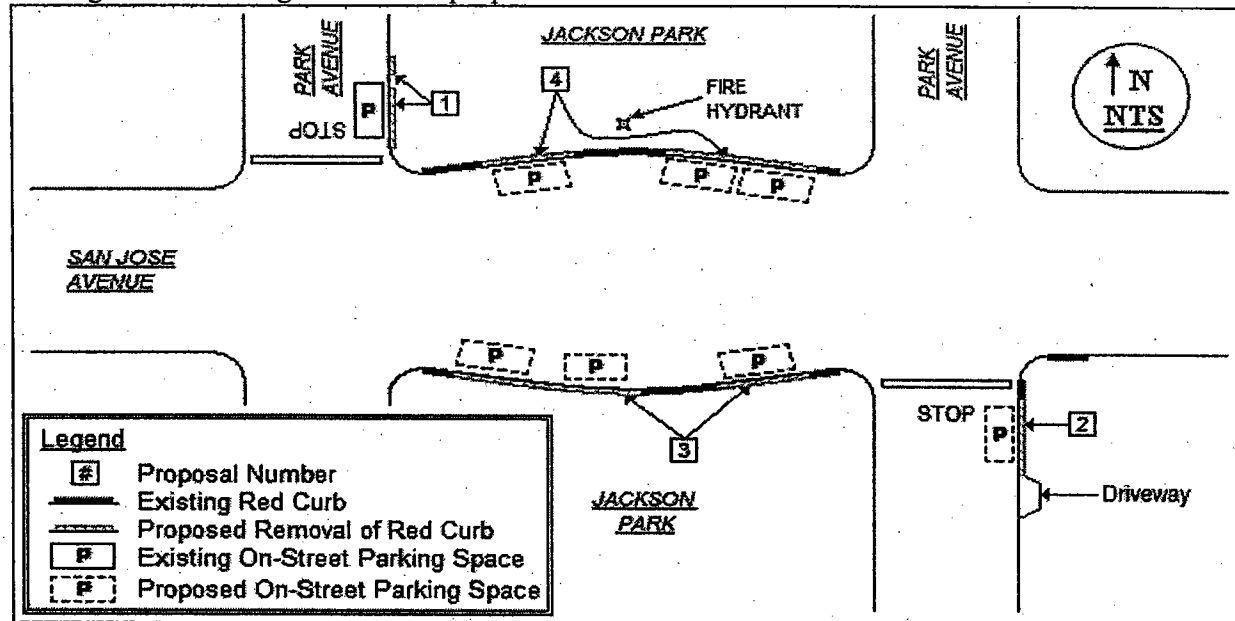 JACKSON PARK
PARK
AVENUE
PARK
AVENUE
4
FIRE
HYDRANT
N
NTS
1
P
STOP
P
P
P
SAN JOSE
AVENUE
P
P
P
STOP
P
2
3
Driveway
JACKSON
PARK
Legend
# Proposal Number
Existing Red Curb
Proposed Removal of Red Curb
P Existing On-Street Parking Space
P Proposed On-Street Parking Space